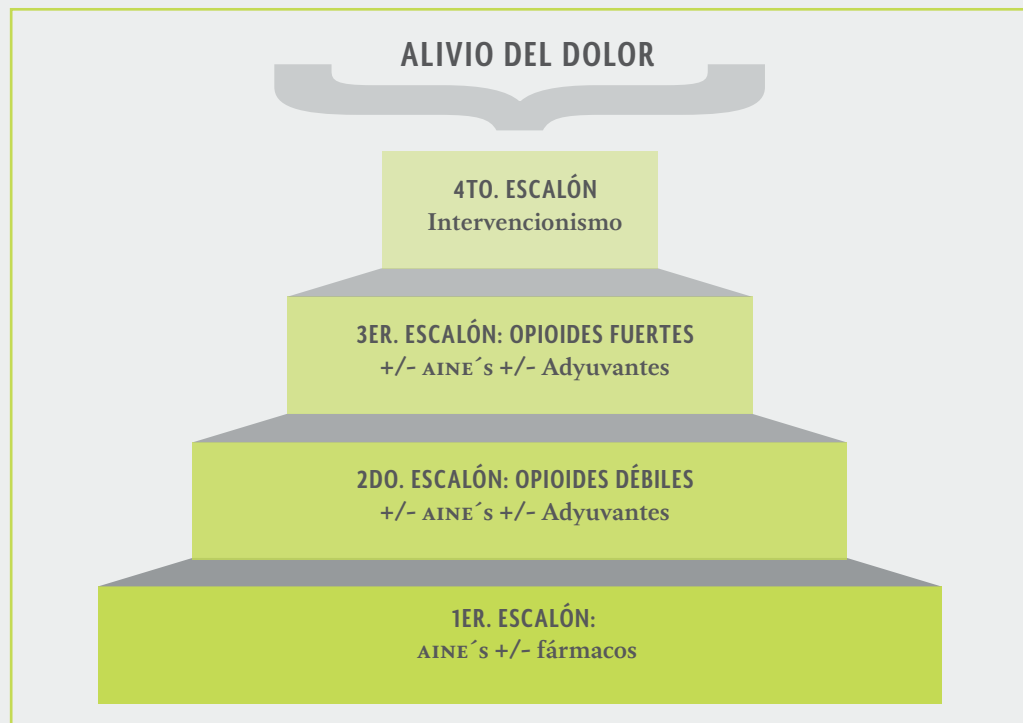 ALIVIO DEL DOLOR
4TO. ESCALÓN
Intervencionismo
3ER. ESCALÓN: OPIOIDES FUERTES
+/- AINE´s +/- Adyuvantes
2DO. ESCALÓN: OPIOIDES DÉBILES
+/- AINE´s +/- Adyuvantes
1ER. ESCALÓN:
AINE´s +/- fármacos